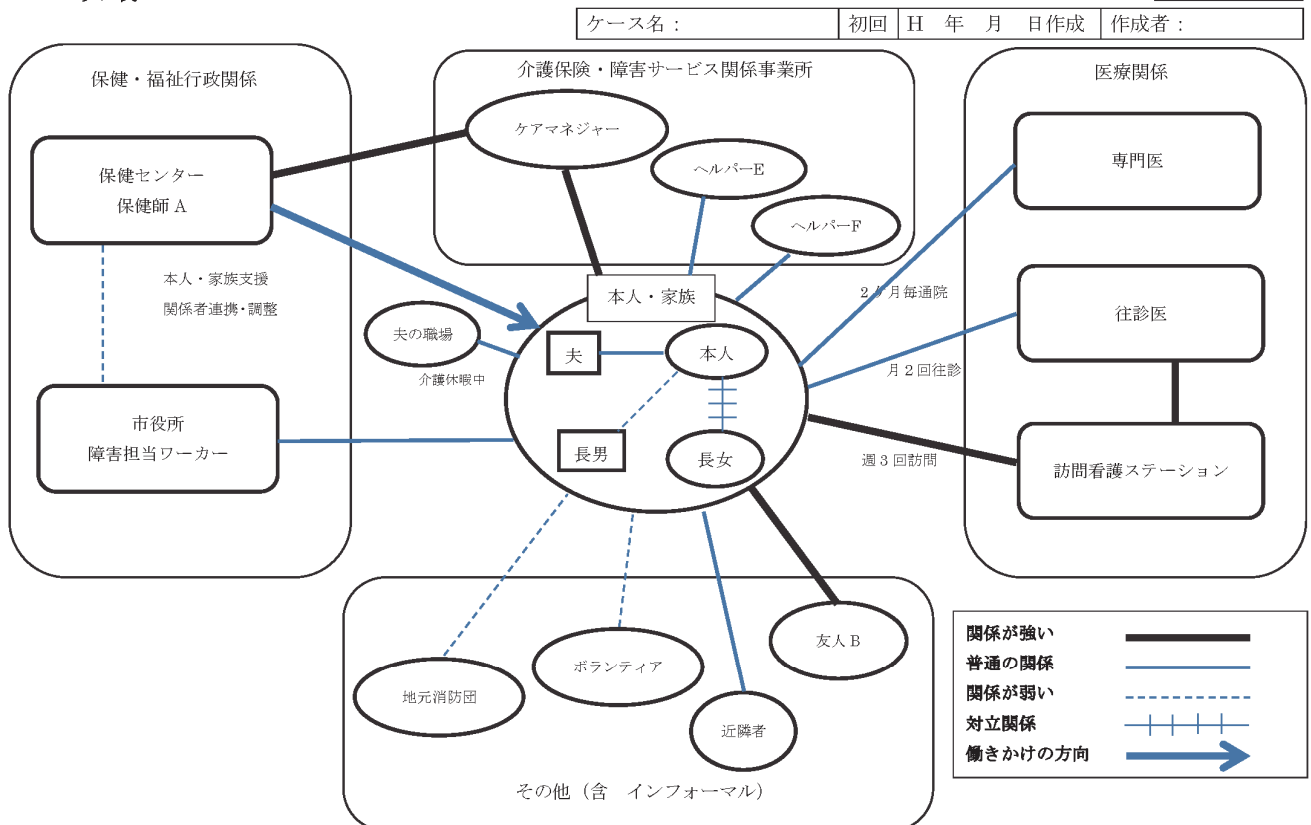 ケース名：
初回
H　年　月　日作成
作成者：
保健・福祉行政関係
保健センター
保健師 A
本人・家族支援
関係者連携・調整
市役所
障害担当ワーカー
介護保険・障害サービス関係事業所
ケアマネジャー
ヘルパーE
ヘルパーF
医療関係
専門医
往診医
訪問看護ステーション
2ヶ月毎通院
月2回往診
週3回訪問
本人・家族
夫の職場
介護休暇中
夫
本人
長男
長女
地元消防団
ボランティア
近隣者
友人 B
その他（含　インフォーマル）
関係が強い
普通の関係
関係が弱い
対立関係
働きかけの方向